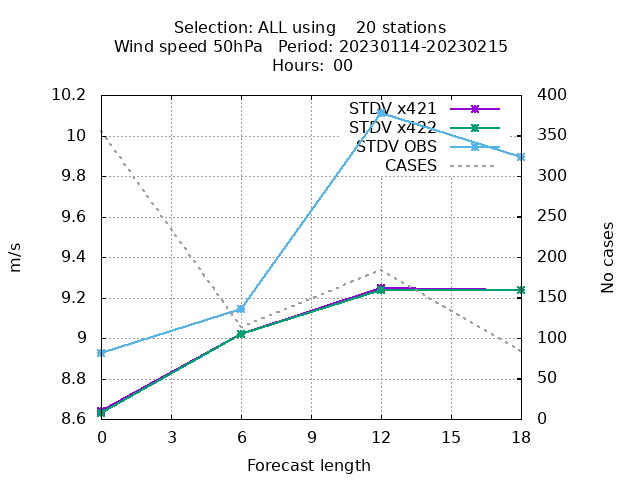 Selection: ALL using    20 stations
Wind speed 50hPa   Period: 20230114-20230215
Hours:  00
10.2
10
9.8
9.6
9.4
9.2
9
8.8
8.6
400
350
300
250
200
150
100
50
0
STDV x421
STDV x422
STDV OBS
CASES
m/s
No cases
0 3 6 9 12 15 18
Forecast length